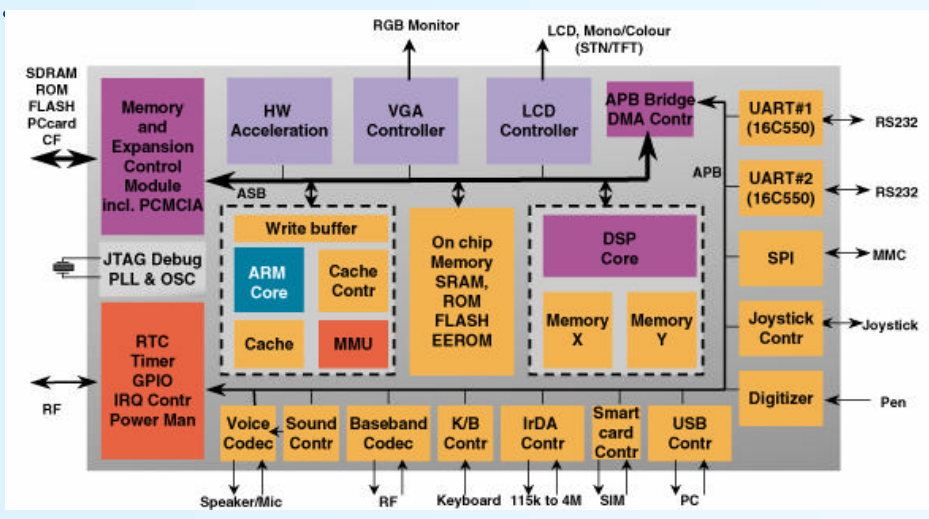 RGB Monitor
LCD, Mono/Colour
(STN/TFT)
SDRAM
ROM
FLASH
PCcard
CF
Memory
and
Expansion
Control
Module
incl. PCMCIA
HW
Acceleration
VGA
Controller
LCD
Controller
APB Bridge
DMA Contr
UART#1
(16C550)
RS232
ASB
APB
UART#2
(16C550)
RS232
JTAG Debug
PLL & OSC
Write buffer
ARM
Core
Cache
Contr
Cache
MMU
On chip
Memory
SRAM,
ROM
FLASH
EEROM
DSP
Core
Memory
X
Memory
Y
SPI
MMC
Joystick
Contr
Joystick
RTC
Timer
GPIO
IRQ Contr
Power Man
RF
Digitizer
Pen
Voice
Codec
Sound
Contr
Baseband
Codec
K/B
Contr
IrDA
Contr
Smart
card
Contr
USB
Contr
Speaker/Mic
RF
Keyboard
115k to 4M
SIM
PC